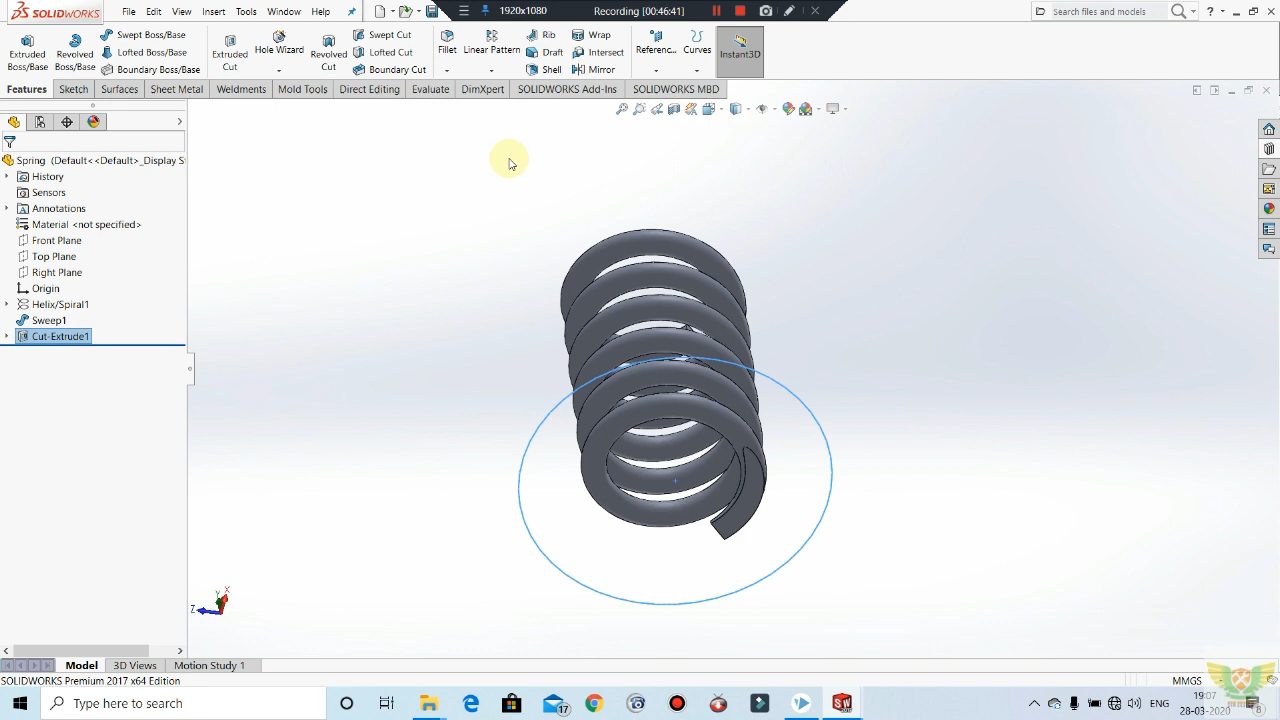 SOLIDWORKS
File
Edit
View
Insert
Tools
Window
Help
1920x1080
Recording [00:46:41]
search files and models
Extruded
Boss/Base
Revolved
Boss/Base
Swept Boss/Base
Lofted Boss/Base
Boundary Boss/Base
Extruded
Cut
Hole Wizard
Revolved
Cut
Swept Cut
Lofted Cut
Boundary Cut
Fillet
Linear Pattern
Rib
Draft
Shell
Wrap
Intersect
Mirror
Referenc...
Curves
Instant3D
Features
Sketch
Surfaces
Sheet Metal
Weldments
Mold Tools
Direct Editing
Evaluate
DimXpert
SOLIDWORKS Add-Ins
SOLIDWORKS MBD
Spring (Default<<Default>_Display S
History
Sensors
Annotations
Material <not specified>
Front Plane
Top Plane
Right Plane
Origin
Helix/Spiral1
Sweep1
Cut-Extrude1
Y X
Z
Model
3D Views
Motion Study 1
SOLIDWORKS Premium 2017 x64 Edition
MMGS
Type here to search
17
SW
ENG
19:07
28-03-2020
8